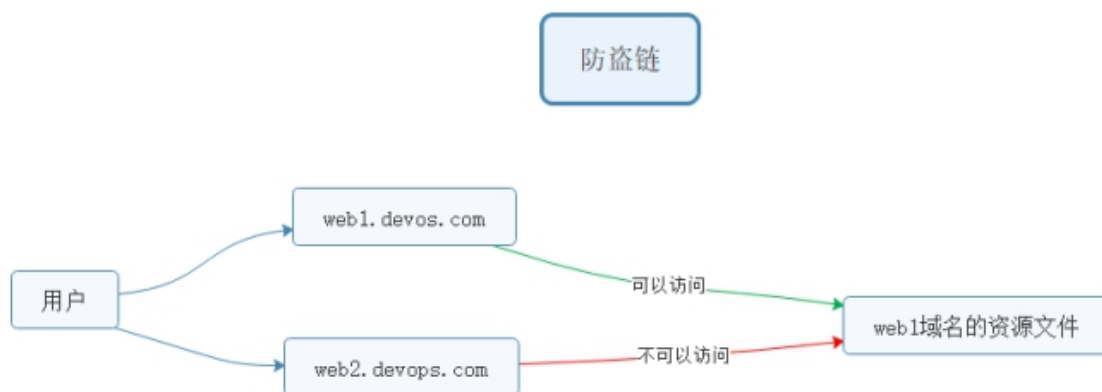 防盗链
web1.devos.com
可以访问
用户
web1域名的资源文件
不可以访问
web2.devops.com